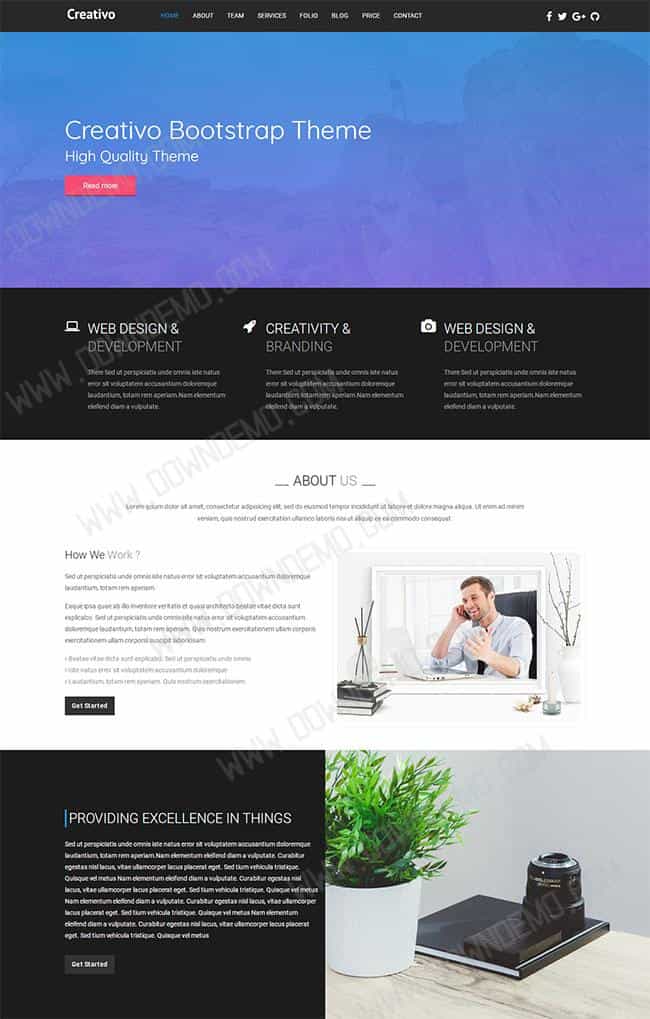 Creativo
HOME ABOUT TEAM SERVICES FOLIO BLOG PRICE CONTACT
Creativo Bootstrap Theme
High Quality Theme
Read more
WEB DESIGN &
DEVELOPMENT
There Sed ut perspiciatis unde omnis iste natus
error sit voluptatem accusantium doloremque
laudantium, totam rem aperiam.Nam elementum
eleifend diam a vulputate.
CREATIVITY &
BRANDING
There Sed ut perspiciatis unde omnis iste natus
error sit voluptatem accusantium doloremque
laudantium, totam rem aperiam.Nam elementum
eleifend diam a vulputate.
WEB DESIGN &
DEVELOPMENT
There Sed ut perspiciatis unde omnis iste natus
error sit voluptatem accusantium doloremque
laudantium, totam rem aperiam.Nam elementum
eleifend diam a vulputate.
ABOUT US
Lorem ipsum dolor sit amet, consectetur adipisicing elit, sed do eiusmod tempor incididunt ut labore et dolore magna aliqua. Ut enim ad minim
veniam, quis nostrud exercitation ullamco laboris nisi ut aliquip ex ea commodo consequat.
How We Work ?
Sed ut perspiciatis unde omnis iste natus error sit voluptatem accusantium doloremque
laudantium, totam rem aperiam.
Eaque ipsa quae ab illo inventore veritatis et quasi architecto beatae vitae dicta sunt
explicabo. Sed ut perspiciatis unde omnis iste natus error sit voluptatem accusantium
doloremque laudantium, totam rem aperiam. Quis nostrum exercitationem ullam corporis
exercitationem ullam corporis suscipit laboriosam
› Beatae vitae dicta sunt explicabo. Sed ut perspiciatis unde omnis
› Iste natus error sit voluptatem accusantium doloremque
› Laudantium, totam rem aperiam. Quis nostrum exercitationem.
Get Started
PROVIDING EXCELLENCE IN THINGS
Sed ut perspiciatis unde omnis iste natus error sit voluptatem accusantium doloremque
laudantium, totam rem aperiam.Nam elementum eleifend diam a vulputate. Curabitur
egestas nisl lacus, vitae ullamcorper lacus placerat eget. Sed tium vehicula tristique.
Quisque vel metus Nam elementum eleifend diam a vulputate. Curabitur egestas nisl
lacus, vitae ullamcorper lacus placerat eget. Sed tium vehicula tristique. Quisque vel metus
Nam elementum eleifend diam a vulputate. Curabitur egestas nisl lacus, vitae ullamcorper
lacus placerat eget. Sed tium vehicula tristique. Quisque vel metus Nam elementum
eleifend diam a vulputate. Curabitur egestas nisl lacus, vitae ullamcorper lacus placerat
eget. Sed tium vehicula tristique. Quisque vel metus
Get Started
WWW.DOWNDEMO.COM
WWW.DOWNDEMO.COM
WWW.DOWNDEMO.COM
WWW.DOWNDEMO.COM